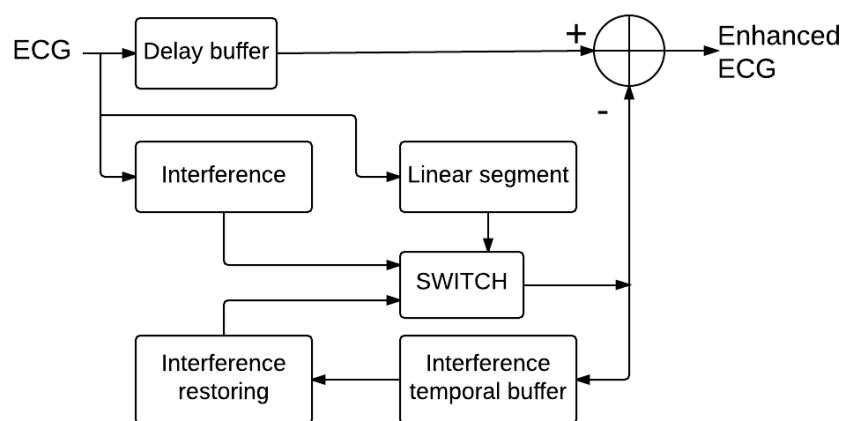 ECG
Delay buffer
+
Enhanced
ECG
-
Interference
Linear segment
SWITCH
Interference
restoring
Interference
temporal buffer